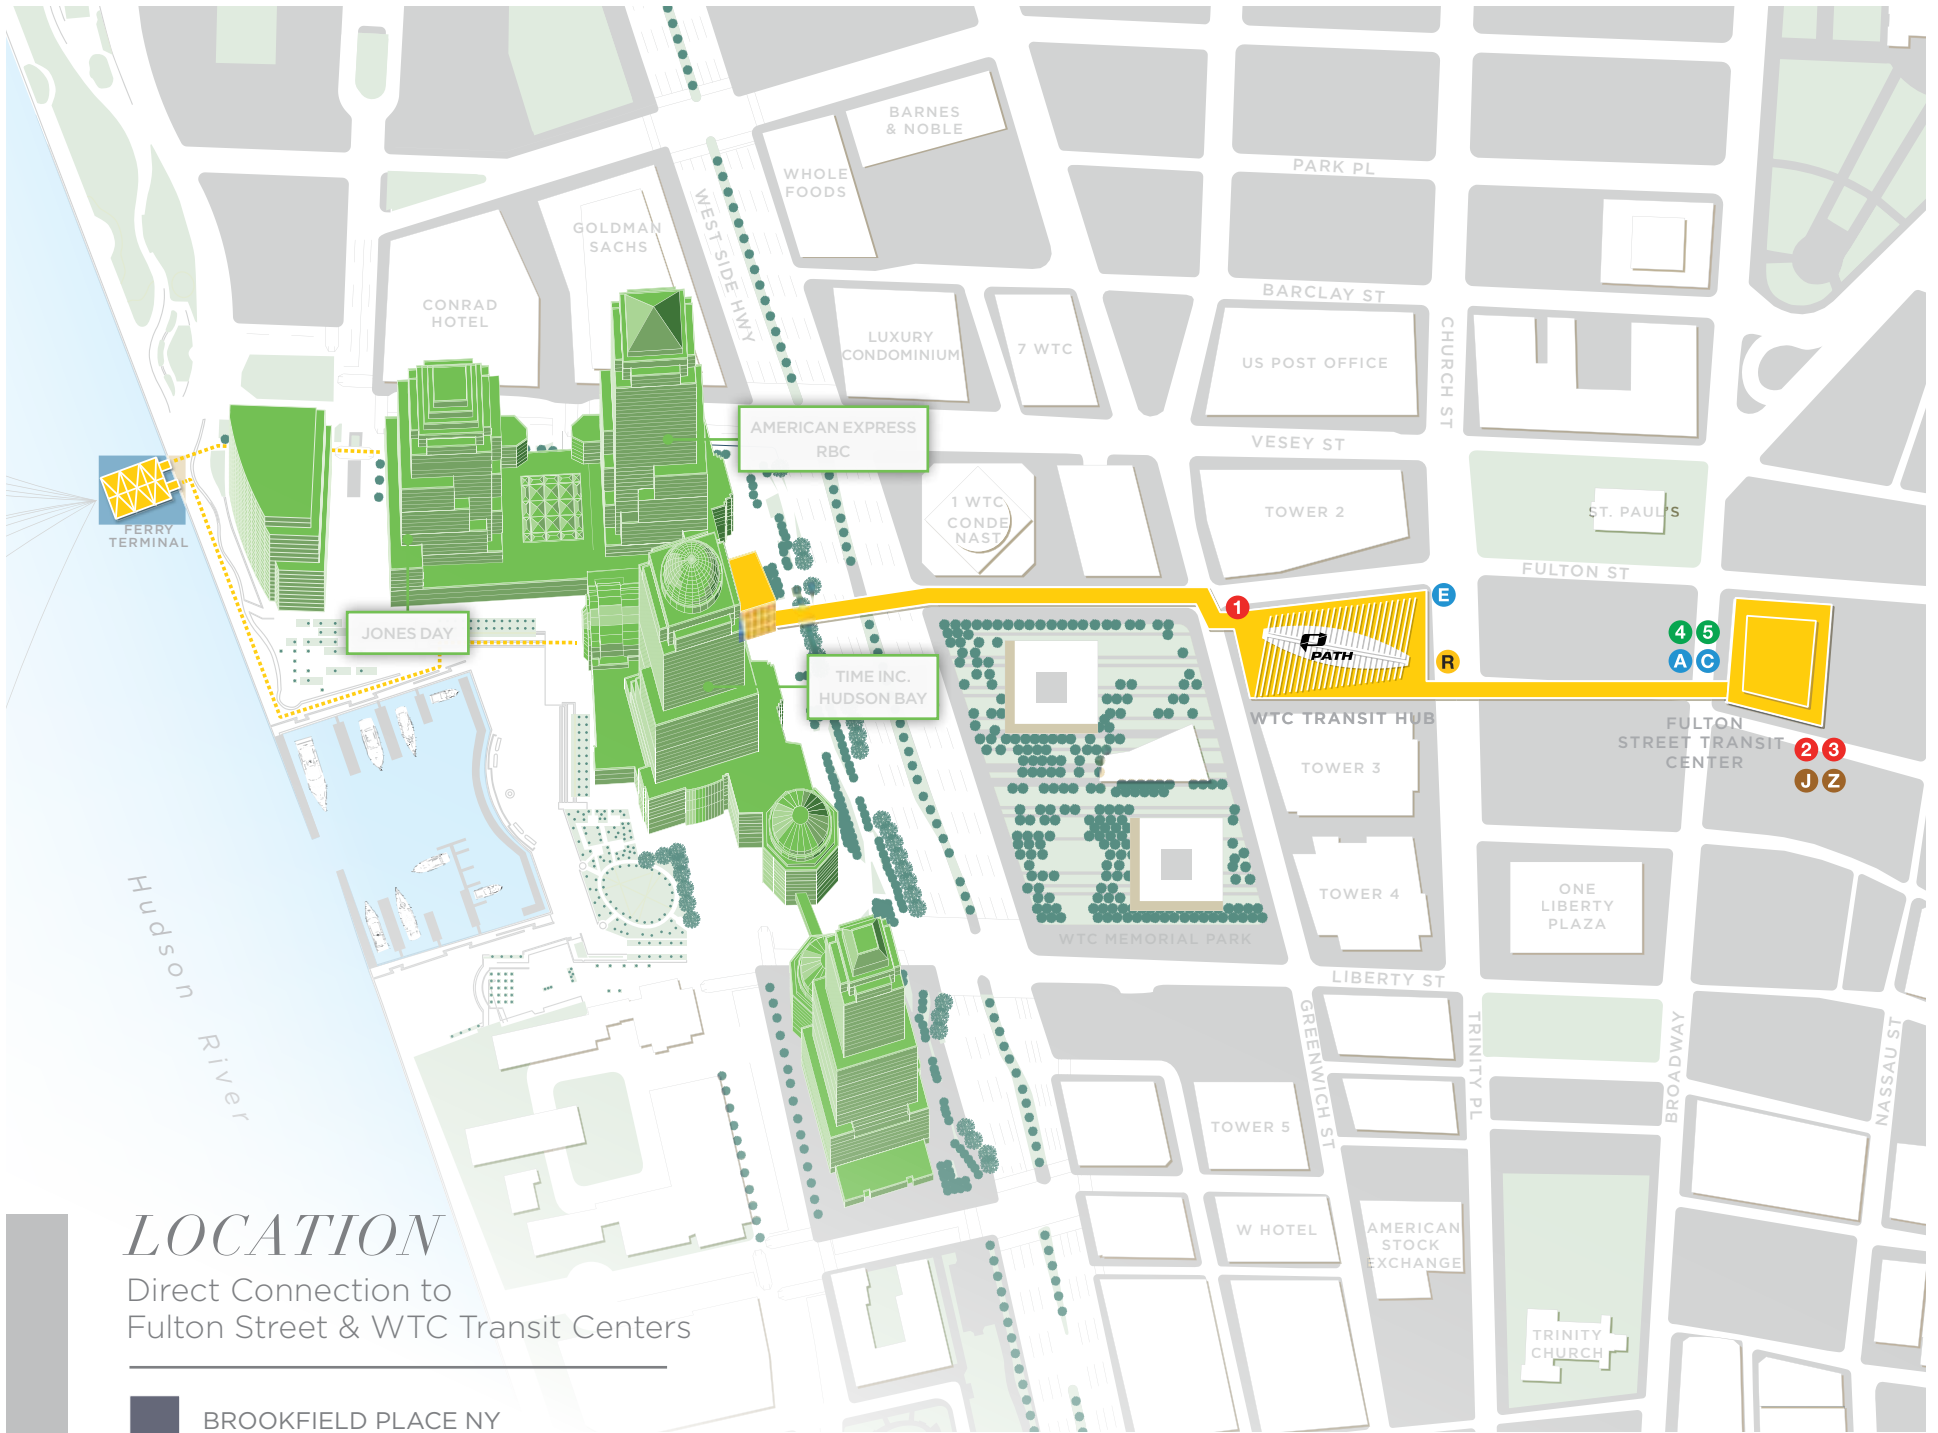 BARNES
& NOBLE
WHOLE
FOODS
PARK PL
GOLDMAN
SACHS
WEST SIDE HWY
CONRAD
HOTEL
BARCLAY ST
LUXURY
CONDOMINIUM
7 WTC
US POST OFFICE
CHURCH ST
AMERICAN EXPRESS
RBC
VESEY ST
1 WTC
CONDE
NAST
TOWER 2
ST. PAUL'S
FERRY
TERMINAL
FULTON ST
E
1
JONES DAY
PATH
R
4 5
A C
TIME INC.
HUDSON BAY
WTC TRANSIT HUB
FULTON
STREET TRANSIT
CENTER
2 3
J Z
TOWER 3
TOWER 4
ONE
LIBERTY
PLAZA
WTC MEMORIAL PARK
Hudson River
LIBERTY ST
GREENWICH ST
TRINITY PL
BROADWAY
NASSAU ST
TOWER 5
W HOTEL
AMERICAN
STOCK
EXCHANGE
TRINITY
CHURCH
LOCATION
Direct Connection to
Fulton Street & WTC Transit Centers
BROOKFIELD PLACE NY